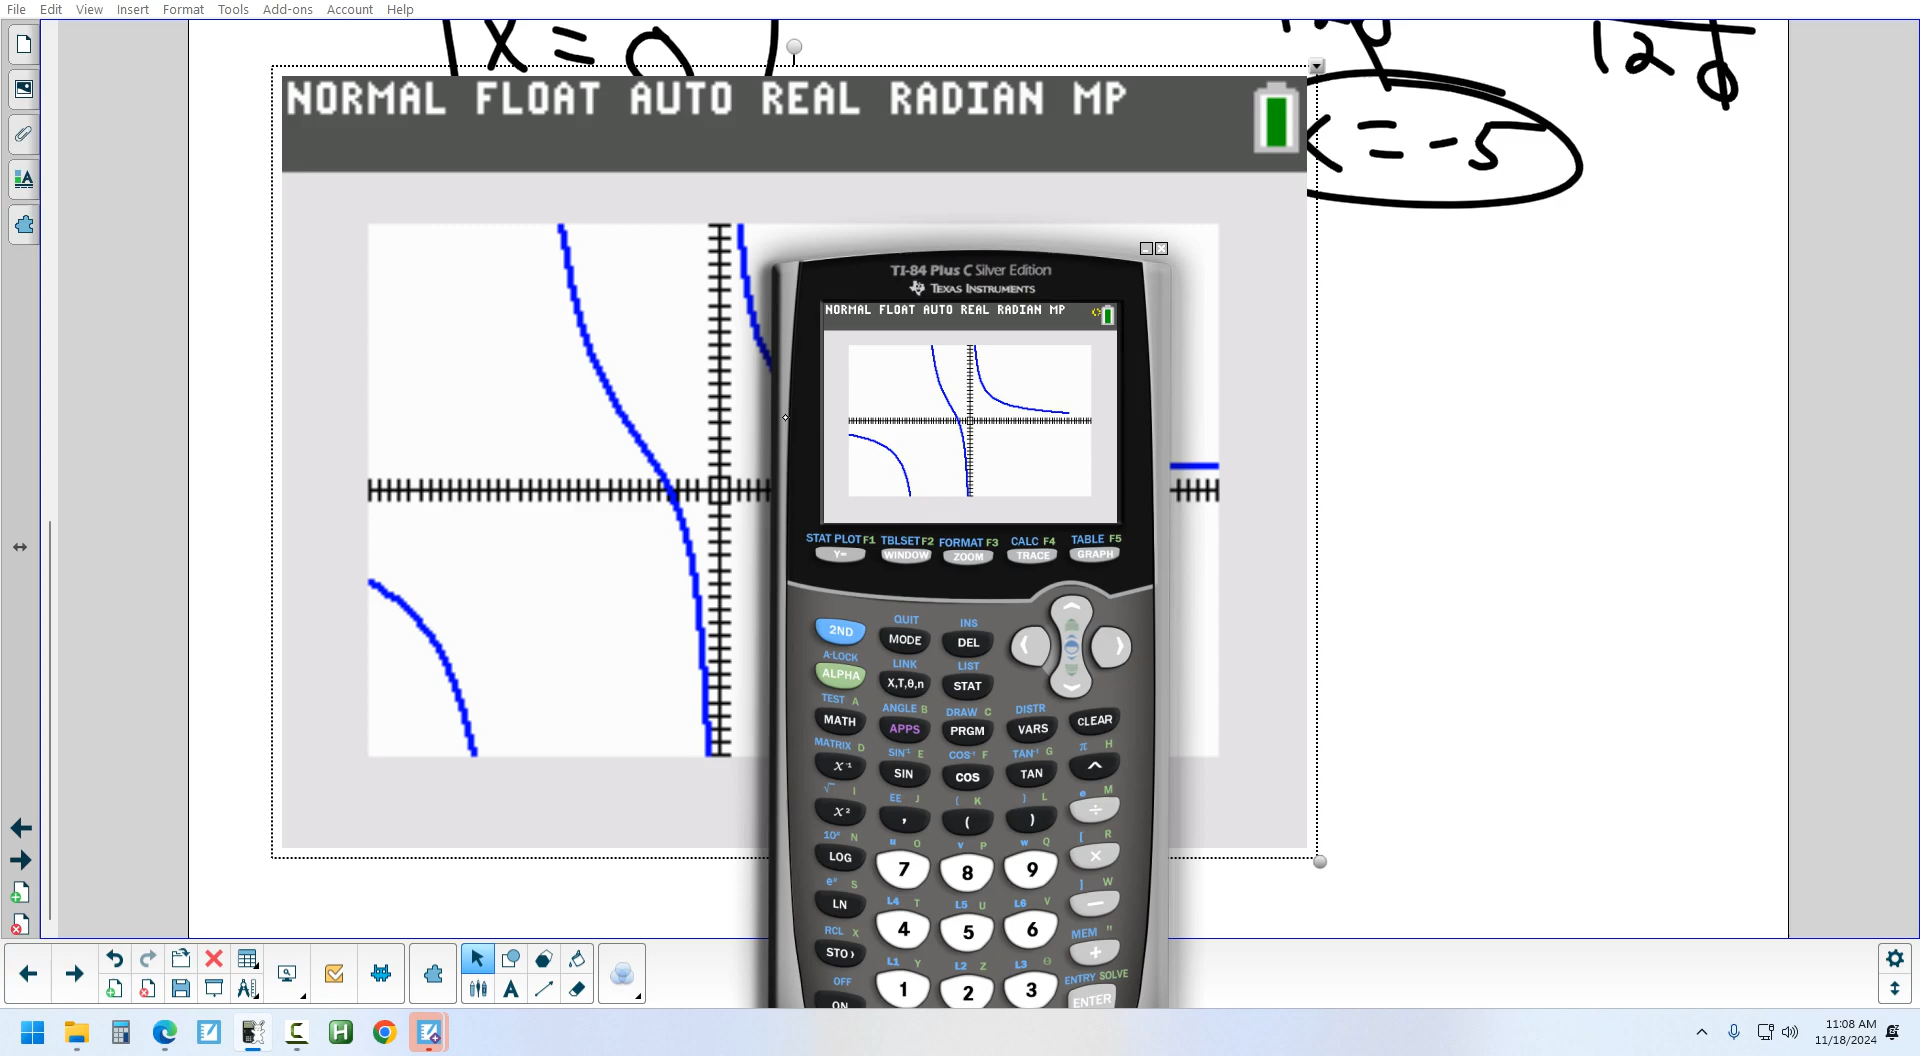 File Edit View Insert Format Tools Add-ons Account Help
x =
12
x = -5
NORMAL FLOAT AUTO REAL RADIAN MP
TI-84 Plus C Silver Edition
TEXAS INSTRUMENTS
NORMAL FLOAT AUTO REAL RADIAN MP
STAT PLOT F1 TBLSET F2 FORMAT F3 CALC F4 TABLE F5
Y= WINDOW ZOOM TRACE GRAPH
QUIT INS
2ND MODE DEL
A-LOCK LINK LIST
ALPHA X,T,θ,n STAT
TEST A ANGLE B DRAW C DISTR
MATH APPS PRGM VARS CLEAR
MATRIX D SIN⁻¹ E COS⁻¹ F TAN⁻¹ G π H
x⁻¹ SIN COS TAN ^
√ I EE J { K } L e M
x² , ( ) ÷
10ˣ N u O v P w Q [ R
LOG 7 8 9 ×
eˣ S L4 T L5 U L6 V ] W
LN 4 5 6 −
RCL X L1 Y L2 Z L3 θ MEM "
STO› 1 2 3 +
OFF ENTRY SOLVE
ON ENTER
11:08 AM
11/18/2024